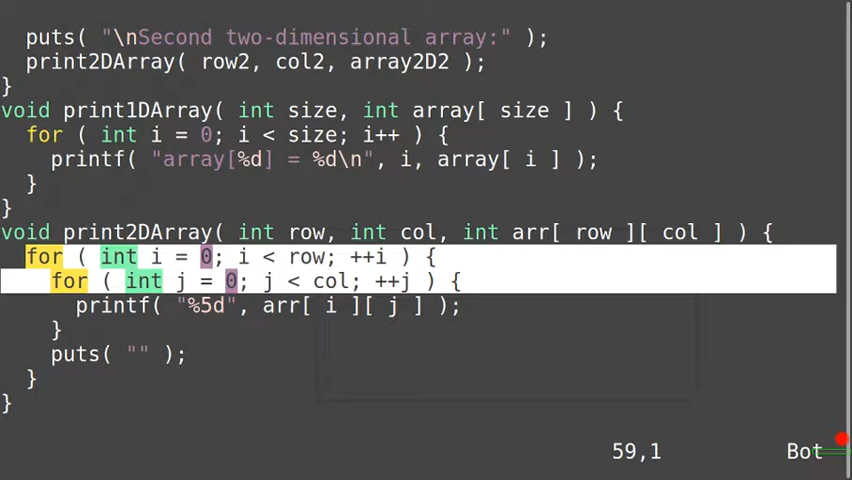 puts( "\nSecond two-dimensional array:" );
  print2DArray( row2, col2, array2D2 );
}
void print1DArray( int size, int array[ size ] ) {
  for ( int i = 0; i < size; i++ ) {
    printf( "array[%d] = %d\n", i, array[ i ] );
  }
}
void print2DArray( int row, int col, int arr[ row ][ col ] ) {
  for ( int i = 0; i < row; ++i ) {
    for ( int j = 0; j < col; ++j ) {
      printf( "%5d", arr[ i ][ j ] );
    }
    puts( "" );
  }
}
59,1 Bot